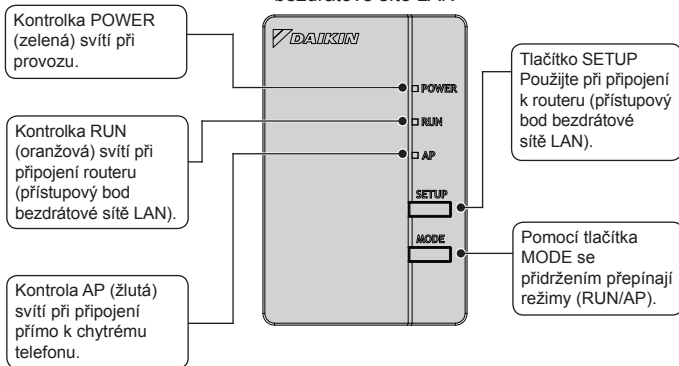 bezdrátové sítě LAN
Kontrolka POWER
(zelená) svítí při
provozu.
Kontrolka RUN
(oranžová) svítí při
připojení routeru
(přístupový bod
bezdrátové sítě LAN).
Kontrola AP (žlutá)
svítí při připojení
přímo k chytrému
telefonu.
DAIKIN
POWER
RUN
AP
SETUP
MODE
Tlačítko SETUP
Použijte při připojení
k routeru (přístupový
bod bezdrátové
sítě LAN).
Pomocí tlačítka
MODE se
přidržením přepínají
režimy (RUN/AP).